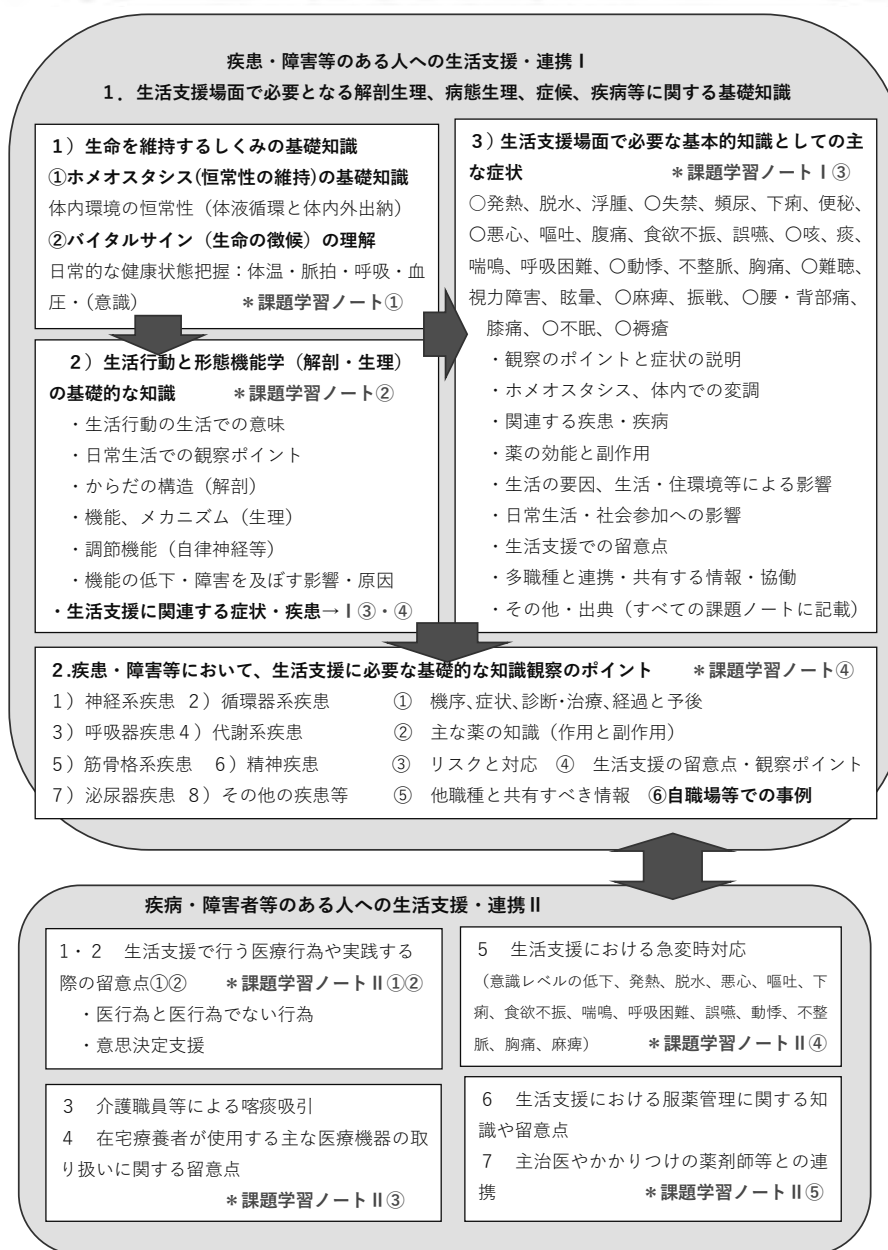 疾患・障害等のある人への生活支援・連携Ⅰ
1．生活支援場面で必要となる解剖生理、病態生理、症候、疾病等に関する基礎知識
1）生命を維持するしくみの基礎知識
①ホメオスタシス(恒常性の維持)の基礎知識
体内環境の恒常性（体液循環と体内外出納）
②バイタルサイン（生命の徴候）の理解
日常的な健康状態把握：体温・脈拍・呼吸・血
圧・(意識)　＊課題学習ノート①
2）生活行動と形態機能学（解剖・生理）
の基礎的な知識　＊課題学習ノート②
・生活行動の生活での意味
・日常生活での観察ポイント
・からだの構造（解剖）
・機能、メカニズム（生理）
・調節機能（自律神経等）
・機能の低下・障害を及ぼす影響・原因
・生活支援に関連する症状・疾患→Ⅰ③・④
3）生活支援場面で必要な基本的知識としての主
な症状　＊課題学習ノートⅠ③
○発熱、脱水、浮腫、○失禁、頻尿、下痢、便秘、
○悪心、嘔吐、腹痛、食欲不振、誤嚥、○咳、痰、
喘鳴、呼吸困難、○動悸、不整脈、胸痛、○難聴、
視力障害、眩暈、○麻痺、振戦、○腰・背部痛、
膝痛、○不眠、○褥瘡
・観察のポイントと症状の説明
・ホメオスタシス、体内での変調
・関連する疾患・疾病
・薬の効能と副作用
・生活の要因、生活・住環境等による影響
・日常生活・社会参加への影響
・生活支援での留意点
・多職種と連携・共有する情報・協働
・その他・出典（すべての課題ノートに記載）
2.疾患・障害等において、生活支援に必要な基礎的な知識観察のポイント　＊課題学習ノート④
1）神経系疾患 2）循環器系疾患　①　機序、症状、診断・治療、経過と予後
3）呼吸器疾患 4）代謝系疾患　②　主な薬の知識（作用と副作用）
5）筋骨格系疾患　6）精神疾患　③　リスクと対応　④　生活支援の留意点・観察ポイント
7）泌尿器疾患 8）その他の疾患等　⑤　他職種と共有すべき情報　⑥自職場等での事例
疾病・障害者等のある人への生活支援・連携Ⅱ
1・2　生活支援で行う医療行為や実践する
際の留意点①②　＊課題学習ノートⅡ①②
・医行為と医行為でない行為
・意思決定支援
3　介護職員等による喀痰吸引
4　在宅療養者が使用する主な医療機器の取
り扱いに関する留意点
＊課題学習ノートⅡ③
5　生活支援における急変時対応
（意識レベルの低下、発熱、脱水、悪心、嘔吐、下
痢、食欲不振、喘鳴、呼吸困難、誤嚥、動悸、不整
脈、胸痛、麻痺）　＊課題学習ノートⅡ④
6　生活支援における服薬管理に関する知
識や留意点
7　主治医やかかりつけの薬剤師等との連
携　＊課題学習ノートⅡ⑤